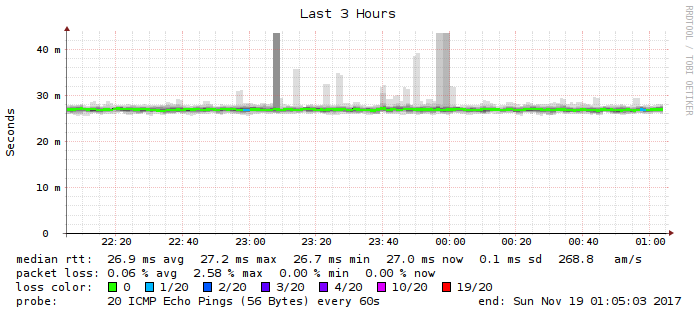 Last 3 Hours
RRDTOOL / TOBI OETIKER
Seconds
40 m
30 m
20 m
10 m
0
22:20 22:40 23:00 23:20 23:40 00:00 00:20 00:40 01:00
median rtt: 26.9 ms avg 27.2 ms max 26.7 ms min 27.0 ms now 0.1 ms sd 268.8 am/s
packet loss: 0.06 % avg 2.58 % max 0.00 % min 0.00 % now
loss color: 0 1/20 2/20 3/20 4/20 10/20 19/20
probe: 20 ICMP Echo Pings (56 Bytes) every 60s end: Sun Nov 19 01:05:03 2017